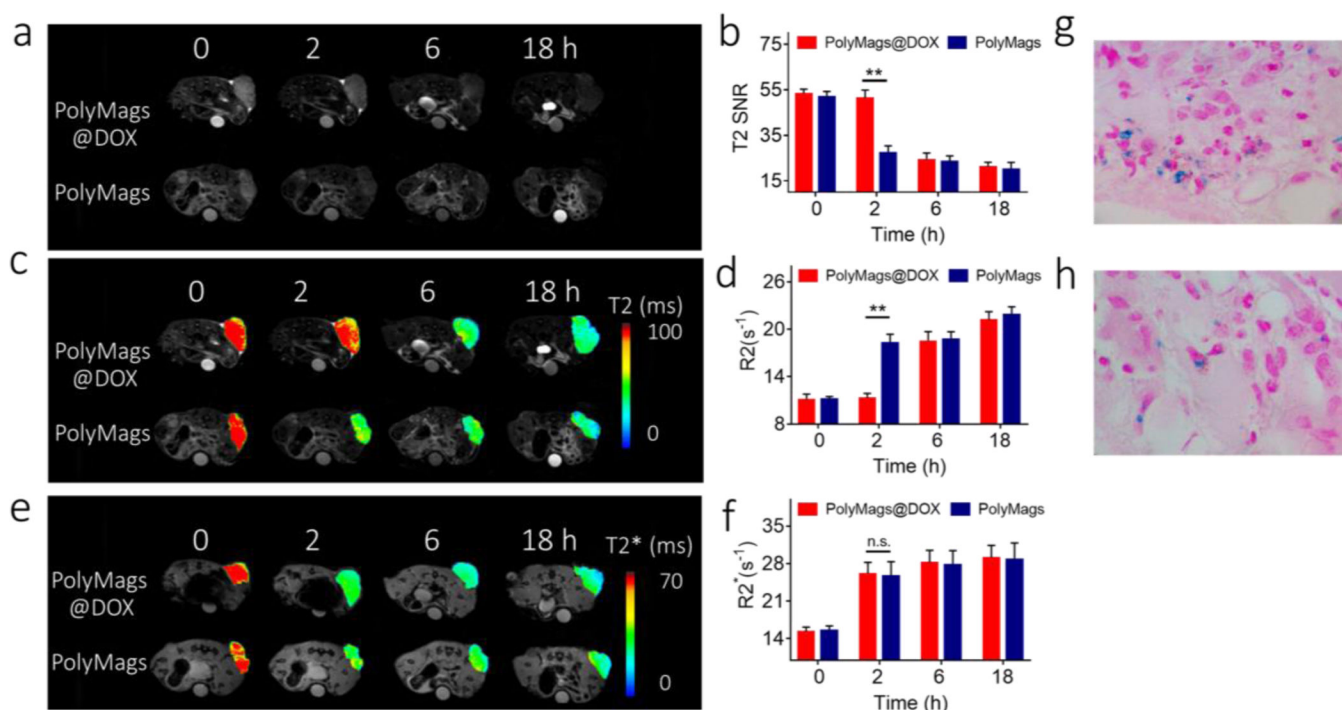 a
0 2 6 18 h
PolyMags
@DOX
PolyMags
b
PolyMags@DOX PolyMags
**
T2 SNR
75
55
35
15
0 2 6 18
Time (h)
g
c
0 2 6 18 h
T2 (ms)
100
0
PolyMags
@DOX
PolyMags
d
PolyMags@DOX PolyMags
**
R2(s⁻¹)
26
20
14
8
0 2 6 18
Time (h)
h
e
0 2 6 18 h
T2* (ms)
70
0
PolyMags
@DOX
PolyMags
f
PolyMags@DOX PolyMags
n.s.
R2*(s⁻¹)
35
28
21
14
0 2 6 18
Time (h)